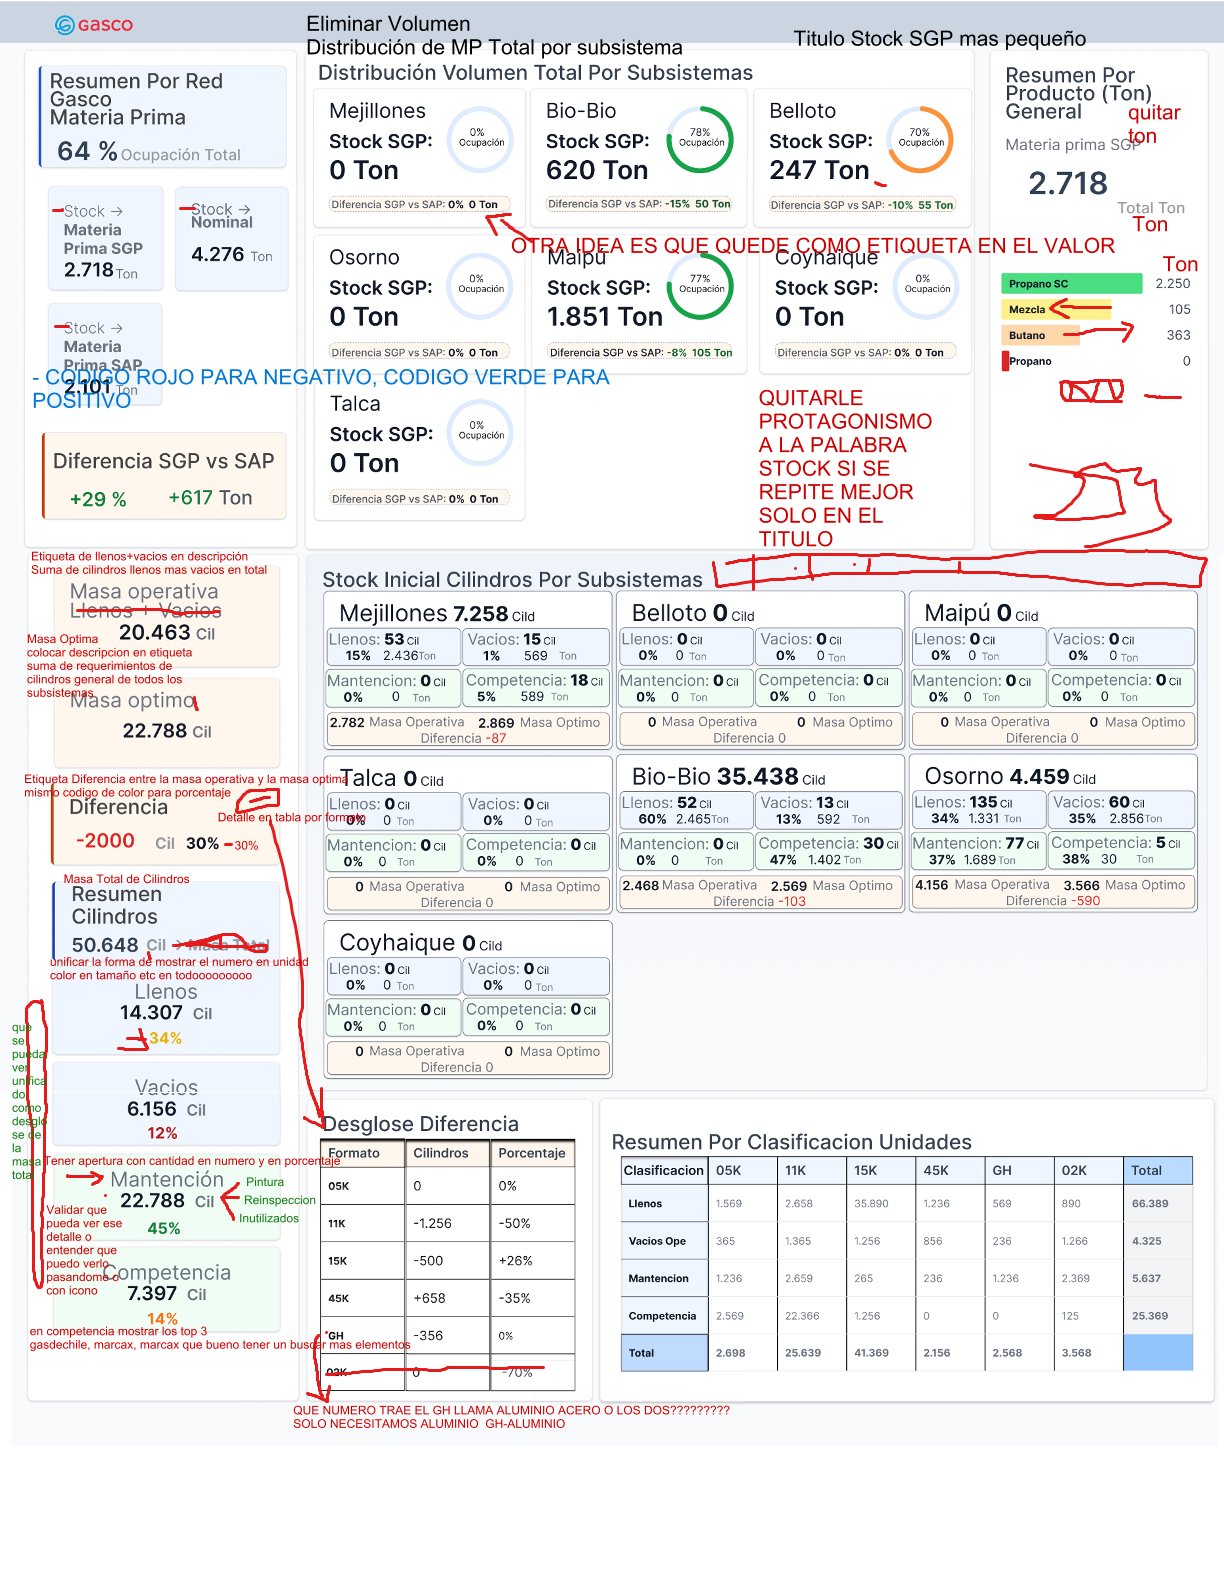 GASCO
Eliminar Volumen
Distribución de MP Total por subsistema
Titulo Stock SGP mas pequeño
Resumen Por Red
Gasco
Materia Prima
64 % Ocupación Total
Stock →
Materia
Prima SGP
2.718 Ton
Stock →
Nominal
4.276 Ton
Stock →
Materia
Prima SAP
2.101 Ton
- CODIGO ROJO PARA NEGATIVO, CODIGO VERDE PARA
POSITIVO
Diferencia SGP vs SAP
+29 % +617 Ton
Distribución Volumen Total Por Subsistemas
Mejillones
Stock SGP:
0 Ton
0%
Ocupación
Diferencia SGP vs SAP: 0% 0 Ton
Bio-Bio
Stock SGP:
620 Ton
78%
Ocupación
Diferencia SGP vs SAP: -15% 50 Ton
Belloto
Stock SGP:
247 Ton
70%
Ocupación
Diferencia SGP vs SAP: -10% 55 Ton
OTRA IDEA ES QUE QUEDE COMO ETIQUETA EN EL VALOR
Osorno
Stock SGP:
0 Ton
0%
Ocupación
Diferencia SGP vs SAP: 0% 0 Ton
Maipu
Stock SGP:
1.851 Ton
77%
Ocupación
Diferencia SGP vs SAP: -8% 105 Ton
Coyhaique
Stock SGP:
0 Ton
0%
Ocupación
Diferencia SGP vs SAP: 0% 0 Ton
Talca
Stock SGP:
0 Ton
0%
Ocupación
Diferencia SGP vs SAP: 0% 0 Ton
QUITARLE
PROTAGONISMO
A LA PALABRA
STOCK SI SE
REPITE MEJOR
SOLO EN EL
TITULO
Resumen Por
Producto (Ton)
General
quitar
ton
Materia prima SGP
2.718
Total Ton
Ton
Ton
Propano SC 2.250
Mezcla 105
Butano 363
Propano 0
Etiqueta de llenos+vacios en descripción
Suma de cilindros llenos mas vacios en total
Masa operativa
Llenos + Vacios
20.463 Cil
Masa Optima
colocar descripcion en etiqueta
suma de requerimientos de
cilindros general de todos los
subsistemas
Masa optimo
22.788 Cil
Etiqueta Diferencia entre la masa operativa y la masa optima
mismo codigo de color para porcentaje
Diferencia
Detalle en tabla por formato
-2000 Cil 30% -30%
Masa Total de Cilindros
Resumen
Cilindros
50.648 Cil → Masa Total
unificar la forma de mostrar el numero en unidad
color en tamaño etc en todooooooooo
Llenos
14.307 Cil
34%
Vacios
6.156 Cil
12%
que
se
pueda
ver
unifica
do
como
desglo
se de
la
masa
total
Tener apertura con cantidad en numero y en porcentaje
Mantención
22.788 Cil
45%
Pintura
Reinspeccion
Inutilizados
Validar que
pueda ver ese
detalle o
entender que
puedo verlo
pasandome o
con icono
Competencia
7.397 Cil
14%
en competencia mostrar los top 3
gasdechile, marcax, marcax que bueno tener un buscar mas elementos
Stock Inicial Cilindros Por Subsistemas
Mejillones 7.258 Cild
Llenos: 53 Cil
15% 2.436Ton
Vacios: 15 Cil
1% 569 Ton
Mantencion: 0 Cil
0% 0 Ton
Competencia: 18 Cil
5% 589 Ton
2.782 Masa Operativa 2.869 Masa Optimo
Diferencia -87
Belloto 0 Cild
Llenos: 0 Cil
0% 0 Ton
Vacios: 0 Cil
0% 0 Ton
Mantencion: 0 Cil
0% 0 Ton
Competencia: 0 Cil
0% 0 Ton
0 Masa Operativa 0 Masa Optimo
Diferencia 0
Maipú 0 Cild
Llenos: 0 Cil
0% 0 Ton
Vacios: 0 Cil
0% 0 Ton
Mantencion: 0 Cil
0% 0 Ton
Competencia: 0 Cil
0% 0 Ton
0 Masa Operativa 0 Masa Optimo
Diferencia 0
Talca 0 Cild
Llenos: 0 Cil
0% 0 Ton
Vacios: 0 Cil
0% 0 Ton
Mantencion: 0 Cil
0% 0 Ton
Competencia: 0 Cil
0% 0 Ton
0 Masa Operativa 0 Masa Optimo
Diferencia 0
Bio-Bio 35.438 Cild
Llenos: 52 Cil
60% 2.465Ton
Vacios: 13 Cil
13% 592 Ton
Mantencion: 0 Cil
0% 0 Ton
Competencia: 30 Cil
47% 1.402 Ton
2.468 Masa Operativa 2.569 Masa Optimo
Diferencia -103
Osorno 4.459 Cild
Llenos: 135 Cil
34% 1.331 Ton
Vacios: 60 Cil
35% 2.856Ton
Mantencion: 77 Cil
37% 1.689 Ton
Competencia: 5 Cil
38% 30 Ton
4.156 Masa Operativa 3.566 Masa Optimo
Diferencia -590
Coyhaique 0 Cild
Llenos: 0 Cil
0% 0 Ton
Vacios: 0 Cil
0% 0 Ton
Mantencion: 0 Cil
0% 0 Ton
Competencia: 0 Cil
0% 0 Ton
0 Masa Operativa 0 Masa Optimo
Diferencia 0
Desglose Diferencia
Formato Cilindros Porcentaje
05K 0 0%
11K -1.256 -50%
15K -500 +26%
45K +658 -35%
GH -356 0%
02K 0 -70%
QUE NUMERO TRAE EL GH LLAMA ALUMINIO ACERO O LOS DOS?????????
SOLO NECESITAMOS ALUMINIO GH-ALUMINIO
Resumen Por Clasificacion Unidades
Clasificacion 05K 11K 15K 45K GH 02K Total
Llenos 1.569 2.658 35.890 1.236 569 890 66.389
Vacios Ope 365 1.365 1.256 856 236 1.266 4.325
Mantencion 1.236 2.659 265 236 1.236 2.369 5.637
Competencia 2.569 22.366 1.256 0 0 125 25.369
Total 2.698 25.639 41.369 2.156 2.568 3.568